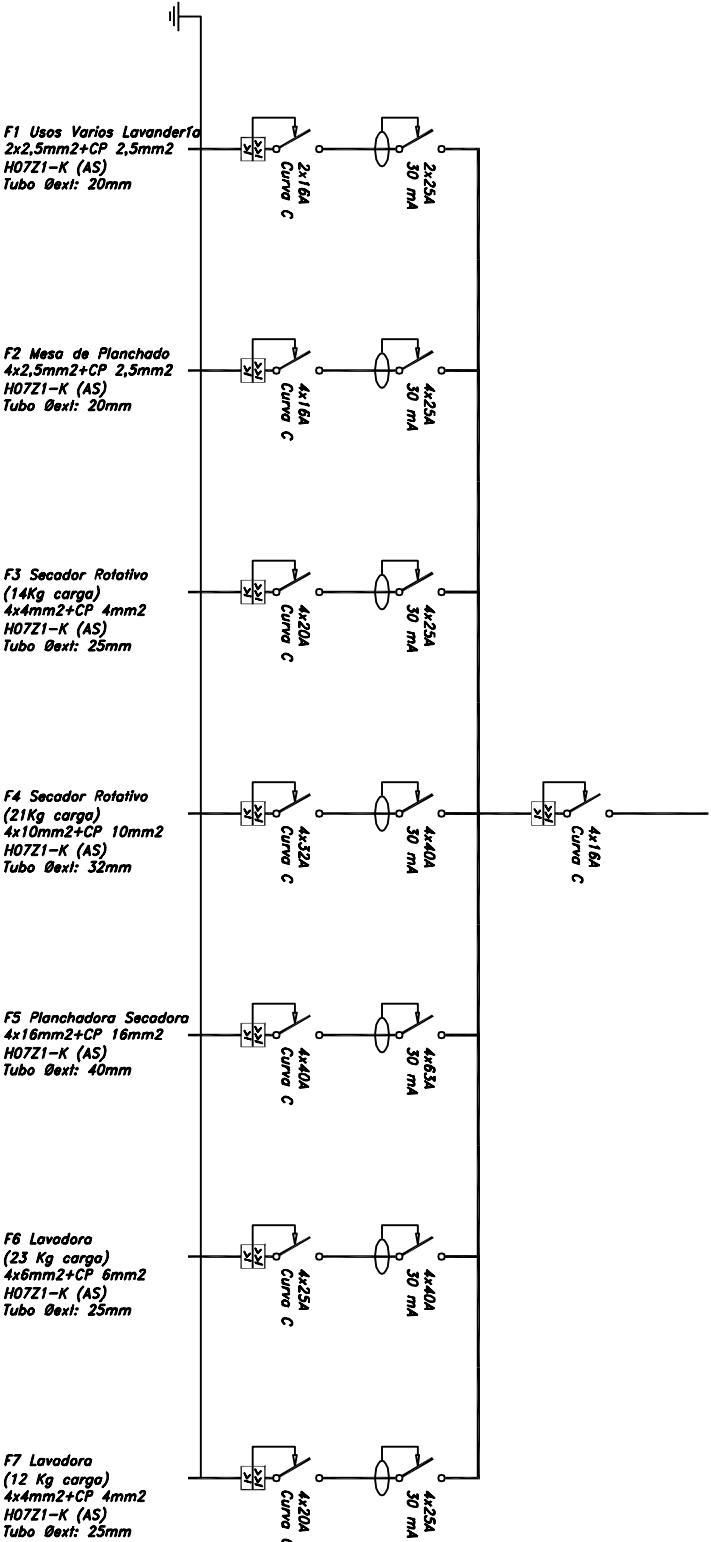 F1 Usos Varios Lavandería
2x2,5mm2+CP 2,5mm2
H07Z1-K (AS)
Tubo Øext: 20mm
2x16A
Curva C
2x25A
30 mA
F2 Mesa de Planchado
4x2,5mm2+CP 2,5mm2
H07Z1-K (AS)
Tubo Øext: 20mm
4x16A
Curva C
4x25A
30 mA
F3 Secador Rotativo
(14Kg carga)
4x4mm2+CP 4mm2
H07Z1-K (AS)
Tubo Øext: 25mm
4x20A
Curva C
4x25A
30 mA
F4 Secador Rotativo
(21Kg carga)
4x10mm2+CP 10mm2
H07Z1-K (AS)
Tubo Øext: 32mm
4x32A
Curva C
4x40A
30 mA
4x16A
Curva C
F5 Planchadora Secadora
4x16mm2+CP 16mm2
H07Z1-K (AS)
Tubo Øext: 40mm
4x40A
Curva C
4x63A
30 mA
F6 Lavadora
(23 Kg carga)
4x6mm2+CP 6mm2
H07Z1-K (AS)
Tubo Øext: 25mm
4x25A
Curva C
4x40A
30 mA
F7 Lavadora
(12 Kg carga)
4x4mm2+CP 4mm2
H07Z1-K (AS)
Tubo Øext: 25mm
4x20A
Curva
4x25A
30 mA